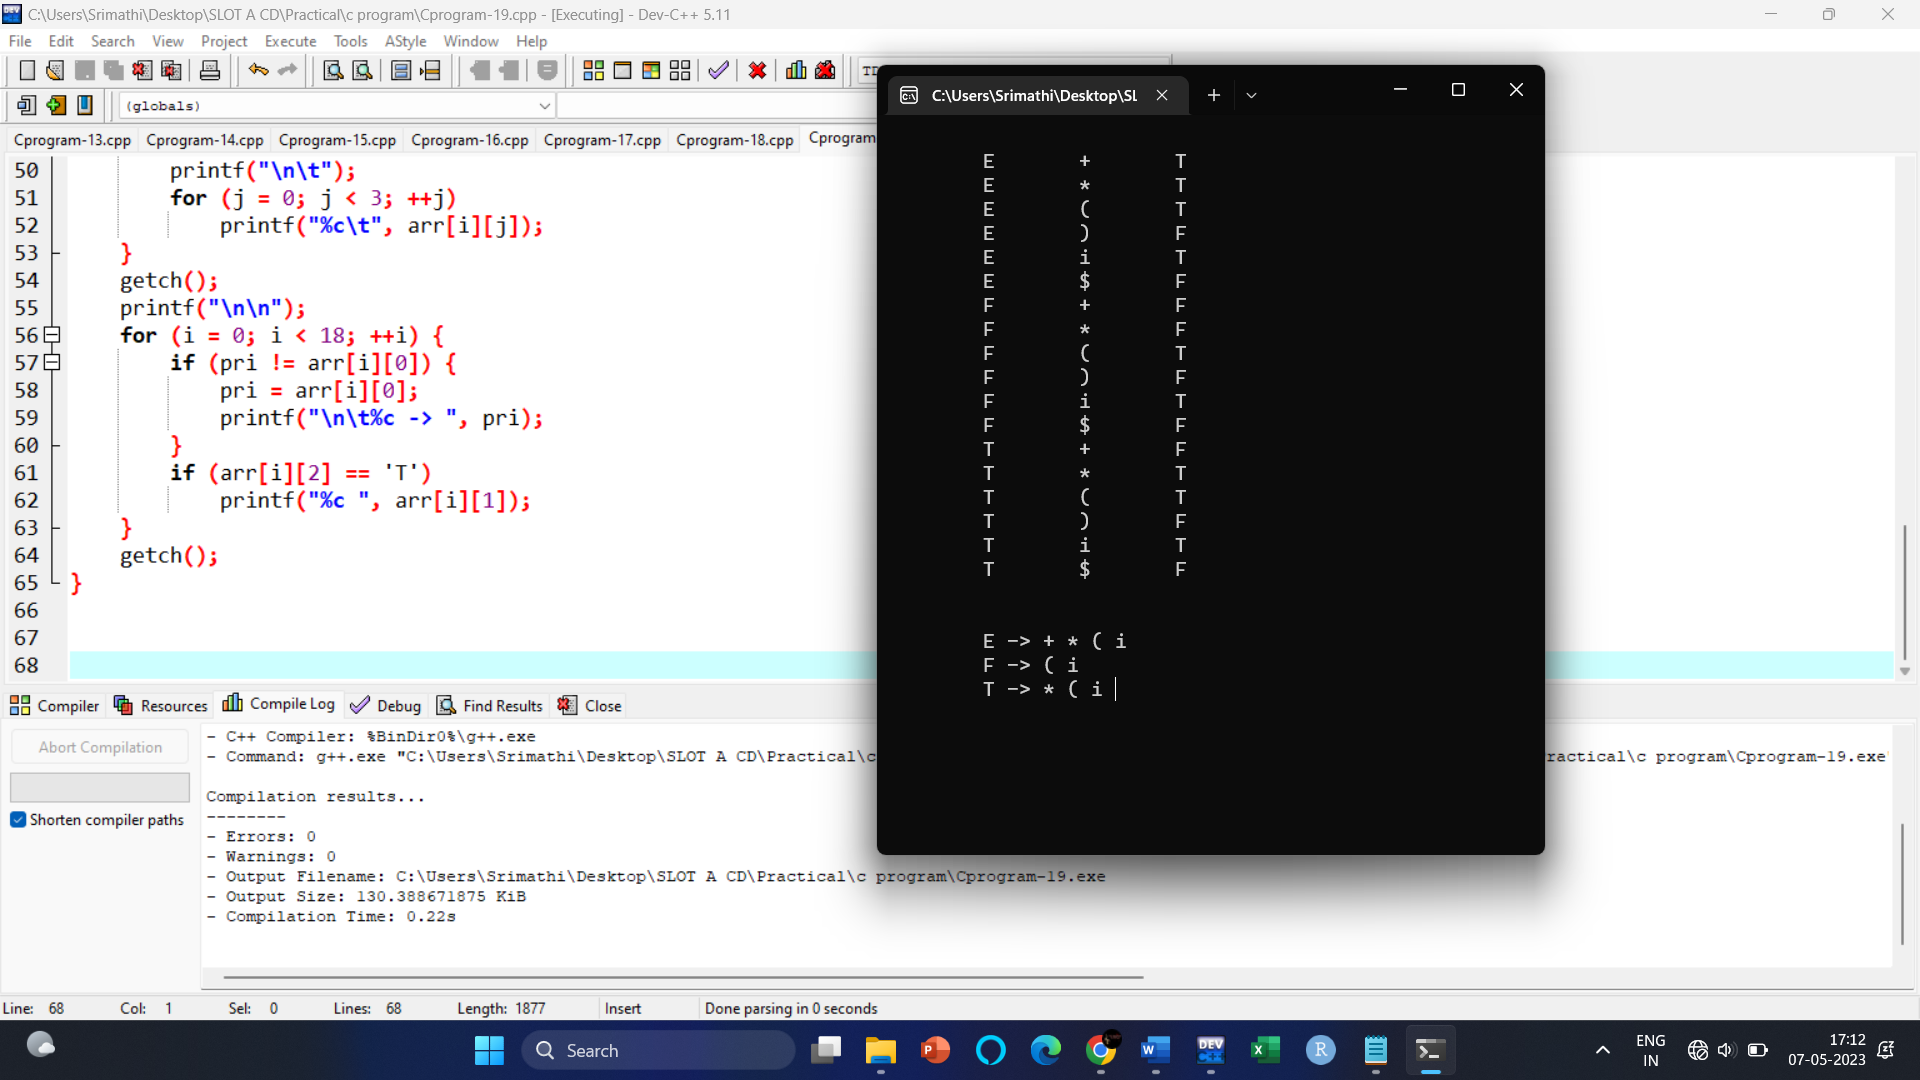 C:\Users\Srimathi\Desktop\SLOT A CD\Practical\c program\Cprogram-19.cpp - [Executing] - Dev-C++ 5.11
File Edit Search View Project Execute Tools AStyle Window Help
(globals)
Cprogram-13.cpp Cprogram-14.cpp Cprogram-15.cpp Cprogram-16.cpp Cprogram-17.cpp Cprogram-18.cpp Cprogram
50 printf("\n\t");
51 for (j = 0; j < 3; ++j)
52 printf("%c\t", arr[i][j]);
53 }
54 getch();
55 printf("\n\n");
56 for (i = 0; i < 18; ++i) {
57 if (pri != arr[i][0]) {
58 pri = arr[i][0];
59 printf("\n\t%c -> ", pri);
60 }
61 if (arr[i][2] == 'T')
62 printf("%c ", arr[i][1]);
63 }
64 getch();
65 }
66
67
68
C:\Users\Srimathi\Desktop\SL
E + T
E * T
E ( T
E ) F
E i T
E $ F
F + F
F * F
F ( T
F ) F
F i T
F $ F
T + F
T * T
T ( T
T ) F
T i T
T $ F
E -> + * ( i
F -> ( i
T -> * ( i
Compiler Resources Compile Log Debug Find Results Close
Abort Compilation
Shorten compiler paths
- C++ Compiler: %BinDir0%\g++.exe
- Command: g++.exe "C:\Users\Srimathi\Desktop\SLOT A CD\Practical\c ractical\c program\Cprogram-19.exe"
Compilation results...
--------
- Errors: 0
- Warnings: 0
- Output Filename: C:\Users\Srimathi\Desktop\SLOT A CD\Practical\c program\Cprogram-19.exe
- Output Size: 130.388671875 KiB
- Compilation Time: 0.22s
Line: 68 Col: 1 Sel: 0 Lines: 68 Length: 1877 Insert Done parsing in 0 seconds
Search
ENG
IN
17:12
07-05-2023